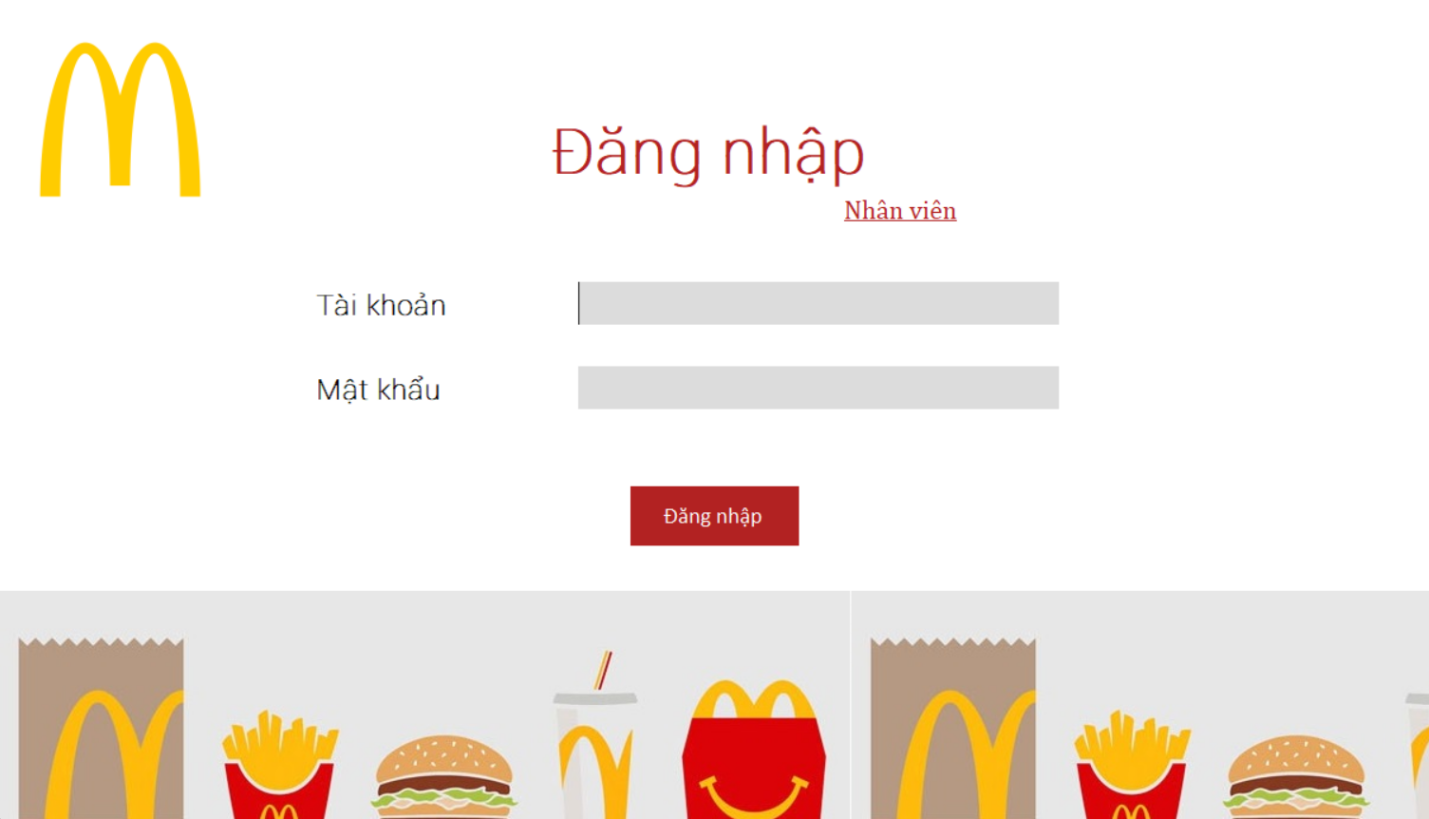 Đăng nhập
Nhân viên
Tài khoản
Mật khẩu
Đăng nhập